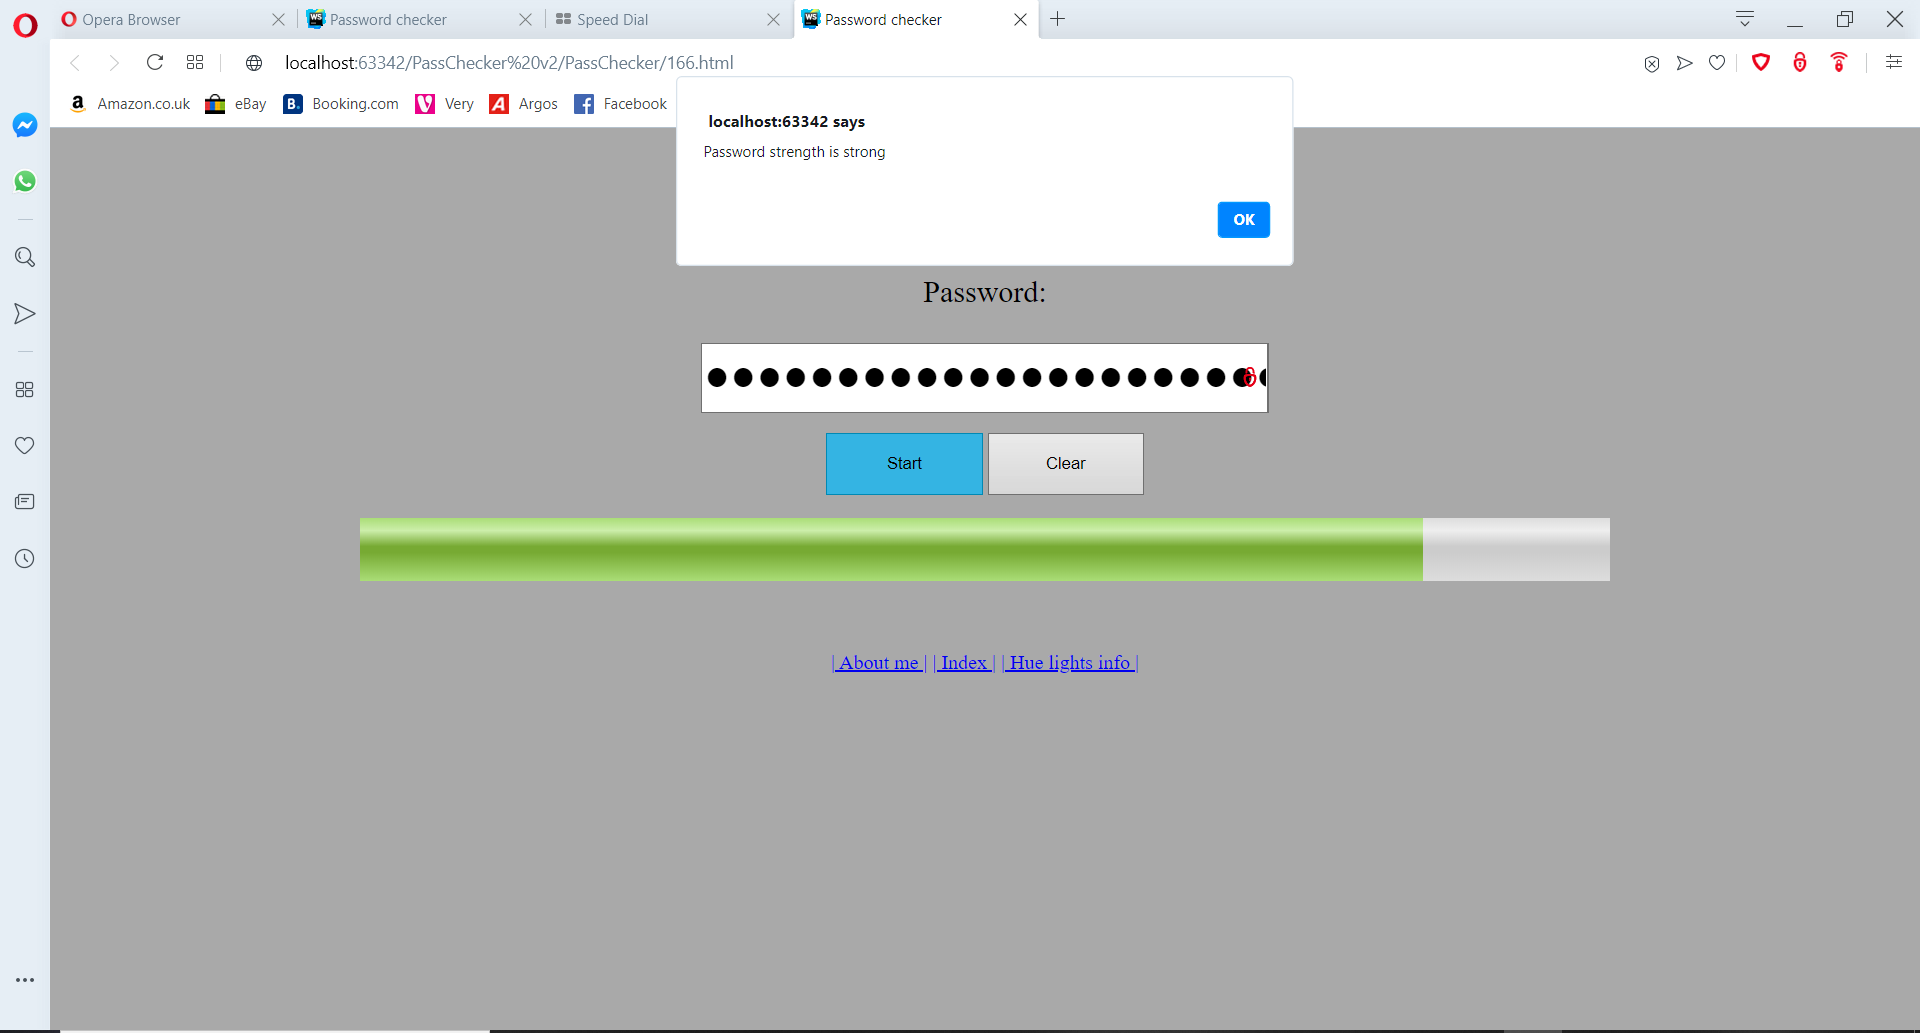 Opera Browser
Password checker
Speed Dial
Password checker
localhost:63342/PassChecker%20v2/PassChecker/166.html
Amazon.co.uk
eBay
Booking.com
Very
Argos
Facebook
localhost:63342 says
Password strength is strong
OK
Password:
Start
Clear
| About me | | Index | | Hue lights info |